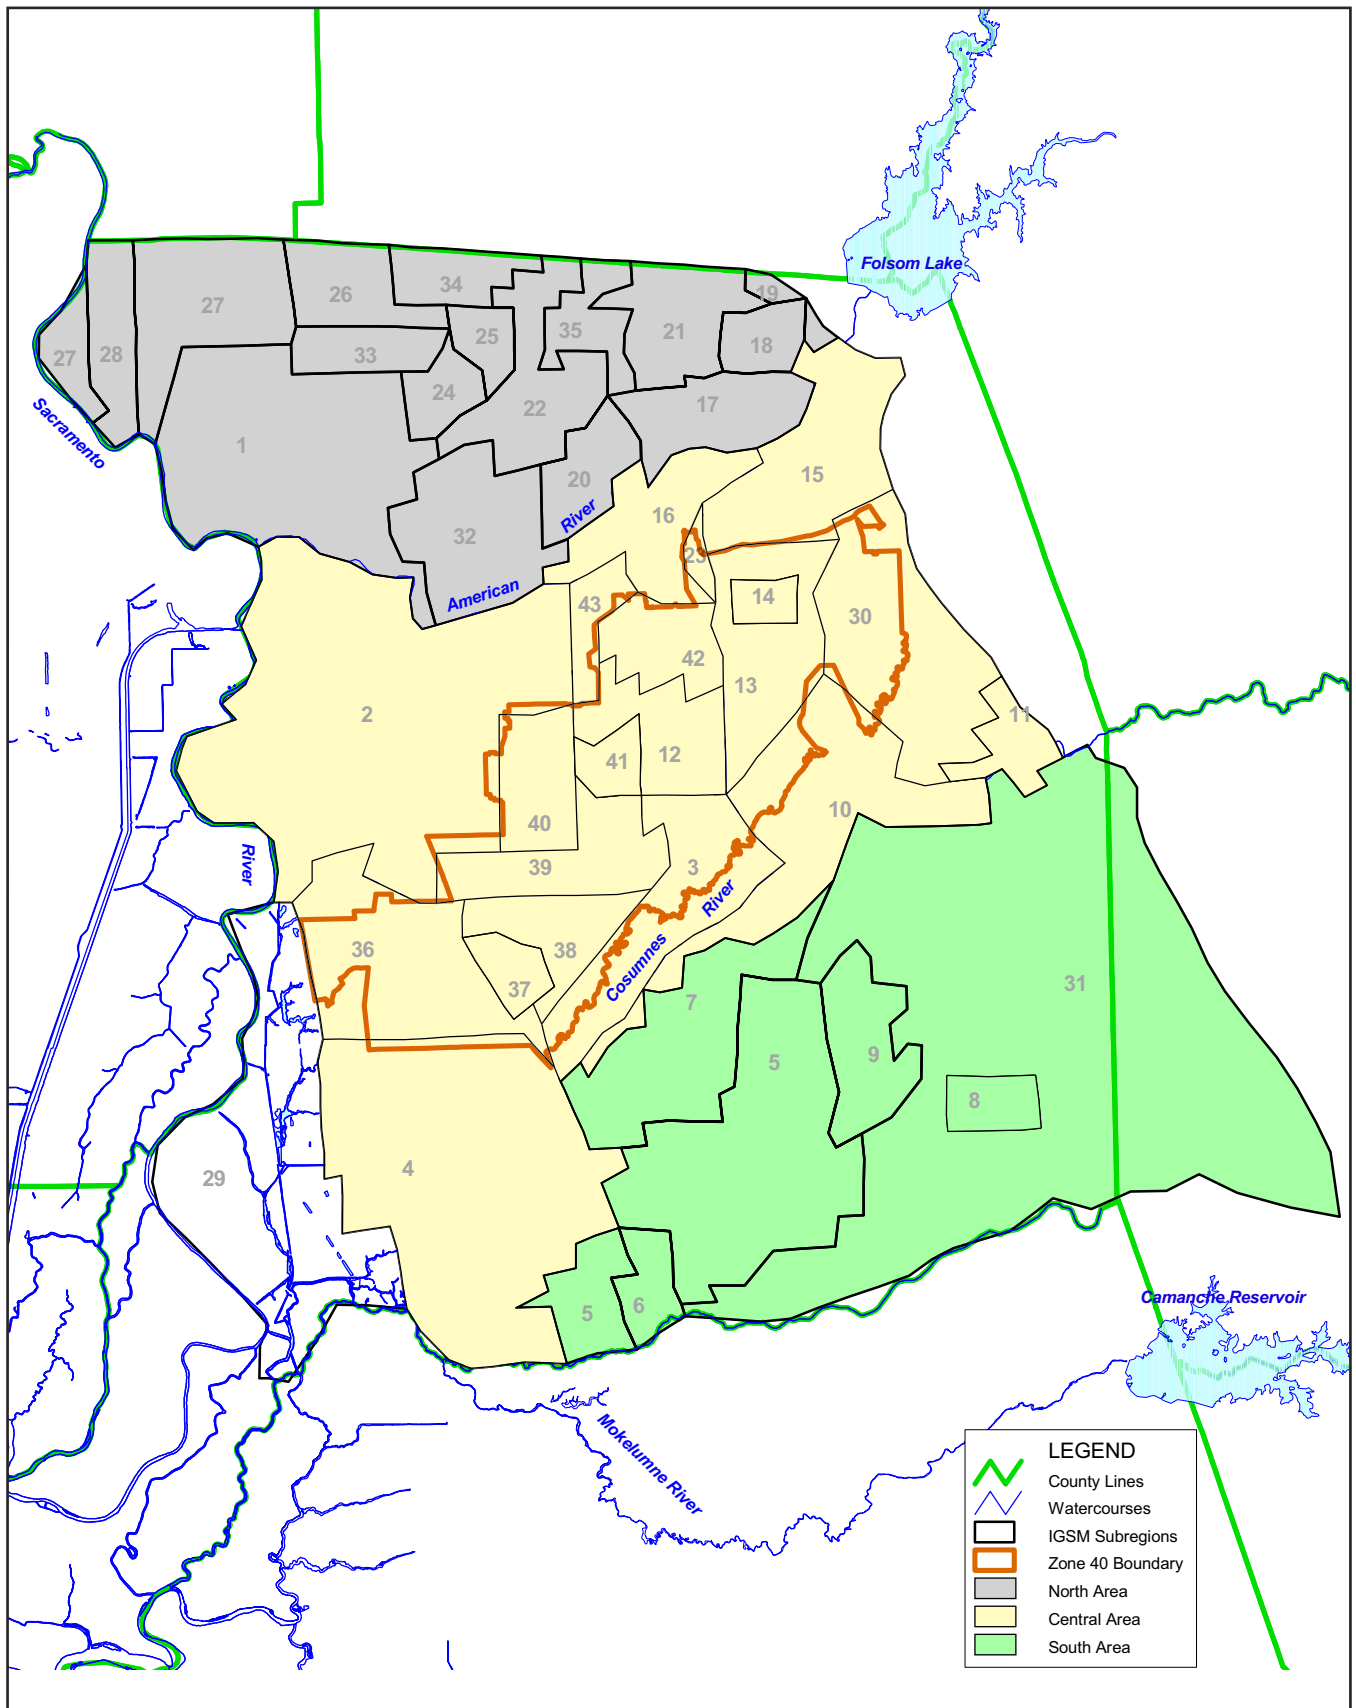 Folsom Lake
34
19
27
26
35
21
25
18
27
28
33
24
22
17
1
Sacramento
15
20
16
River
32
23
American
43
14
30
42
13
2
11
12
41
10
40
River
39
3
River
36
38
Cosumnes
37
7
31
5
9
8
4
29
5
6
Camanche Reservoir
Mokelumne River
LEGEND
County Lines
Watercourses
IGSM Subregions
Zone 40 Boundary
North Area
Central Area
South Area